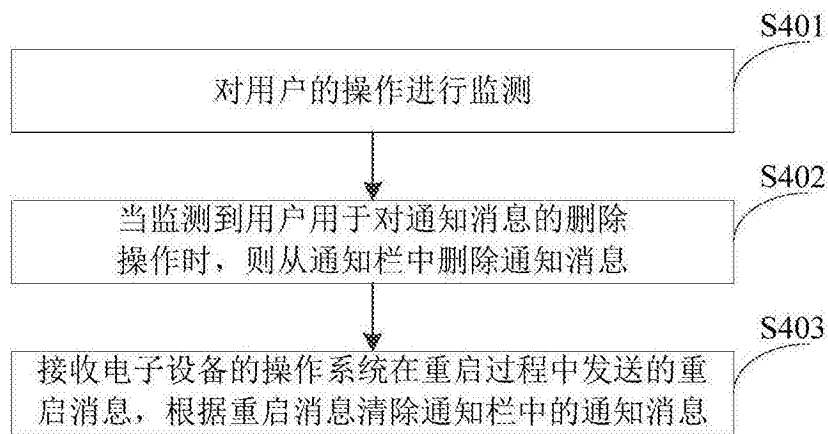 S401
对用户的操作进行监测
S402
当监测到用户用于对通知消息的删除
操作时，则从通知栏中删除通知消息
S403
接收电子设备的操作系统在重启过程中发送的重
启消息，根据重启消息清除通知栏中的通知消息